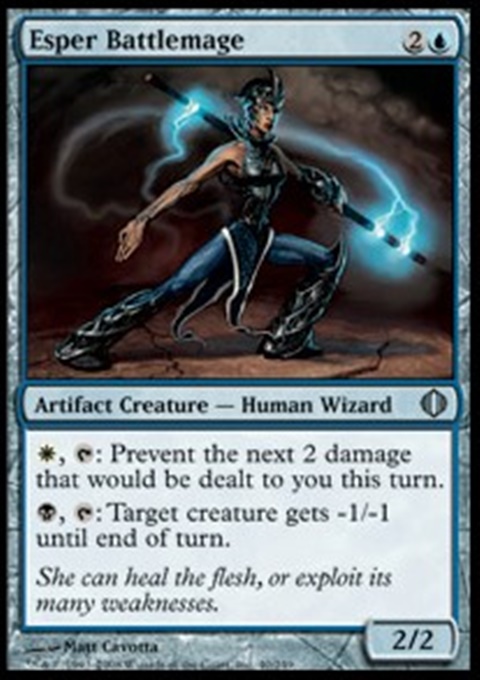 Esper Battlemage 2
Artifact Creature — Human Wizard
, : Prevent the next 2 damage
that would be dealt to you this turn.
, : Target creature gets -1/-1
until end of turn.
She can heal the flesh, or exploit its
many weaknesses.
Matt Cavotta
2/2